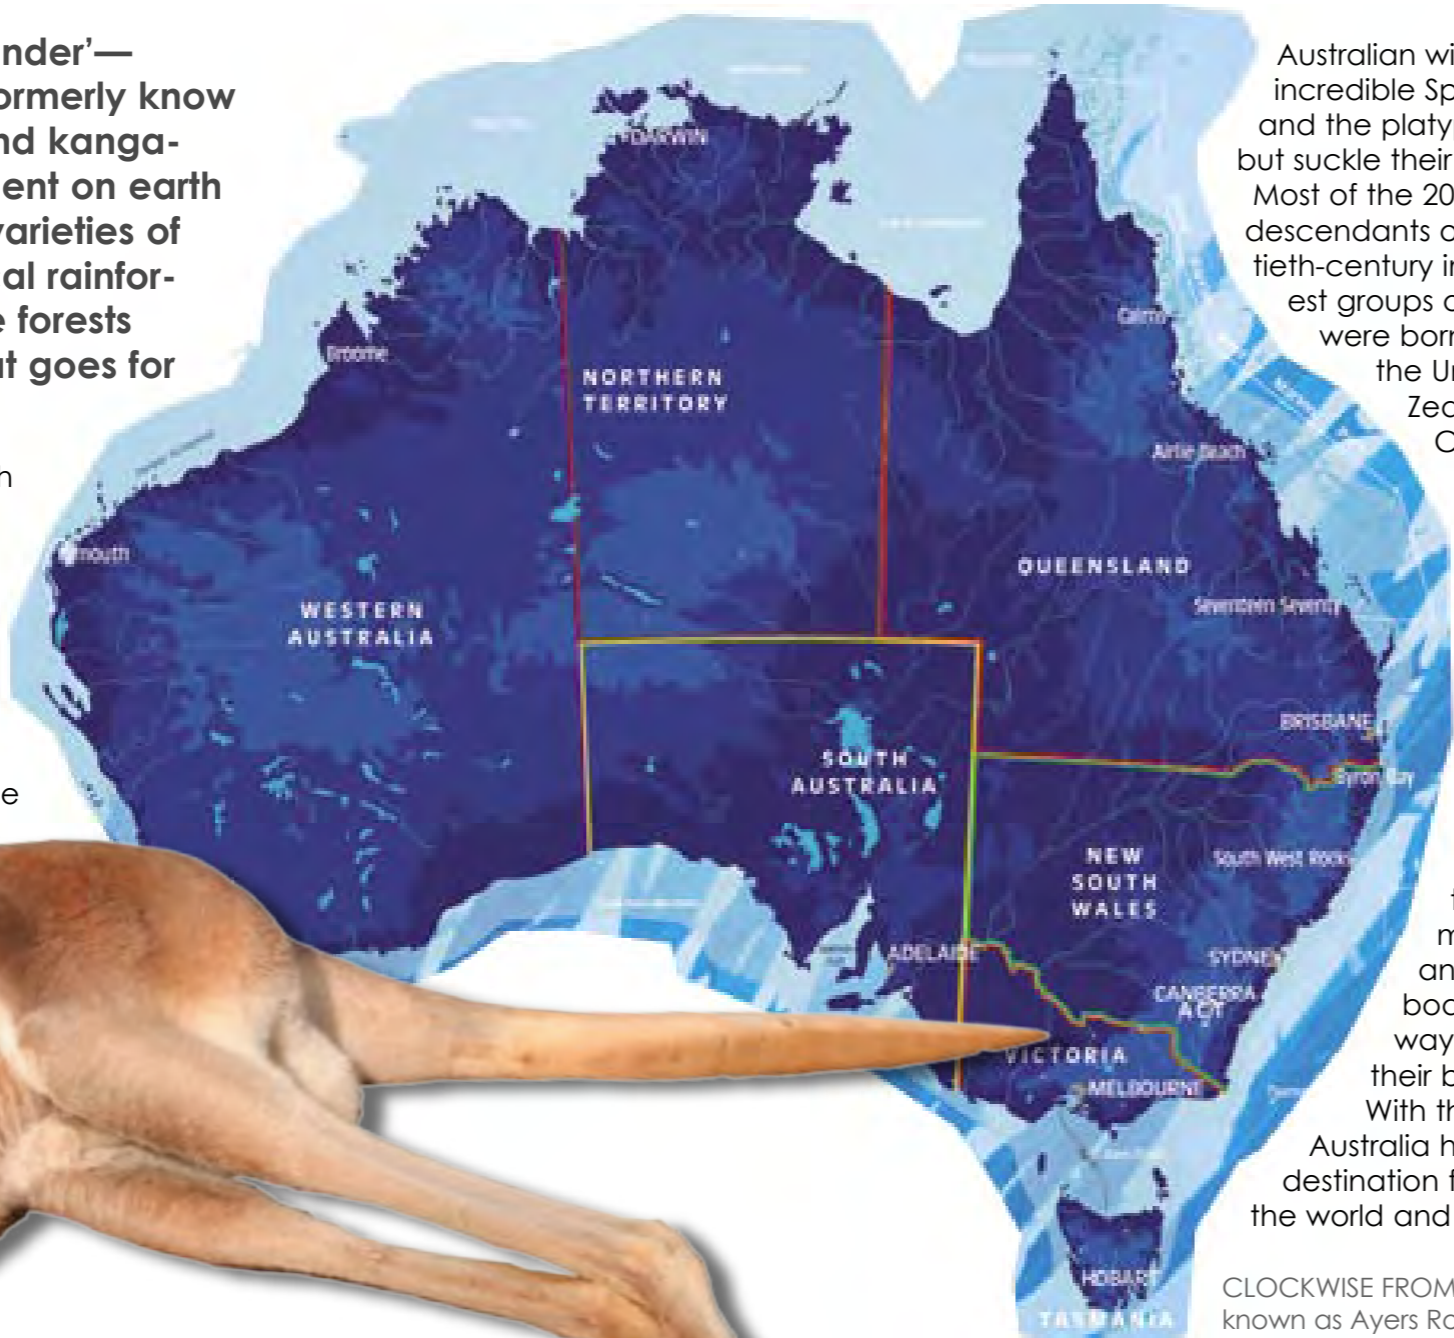 nder’—
ormerly know
nd kanga-
ent on earth
varieties of
al rainfor-
e forests
at goes for
n
e
DARWIN
Broome
NORTHERN
TERRITORY
Cairns
Airlie Beach
mouth
WESTERN
AUSTRALIA
QUEENSLAND
Seventeen Seventy
BRISBANE
Byron Bay
SOUTH
AUSTRALIA
NEW
SOUTH
WALES
South West Rocks
ADELAIDE
SYDNEY
CANBERRA
ACT
VICTORIA
MELBOURNE
HOBART
TASMANIA
Australian wi
incredible Sp
and the platy
but suckle their
Most of the 20
descendants o
tieth-century in
est groups o
were born
the Un
Zea
m
an
boo
way
their b
With th
Australia h
destination f
the world and
CLOCKWISE FROM
known as Ayers Ro